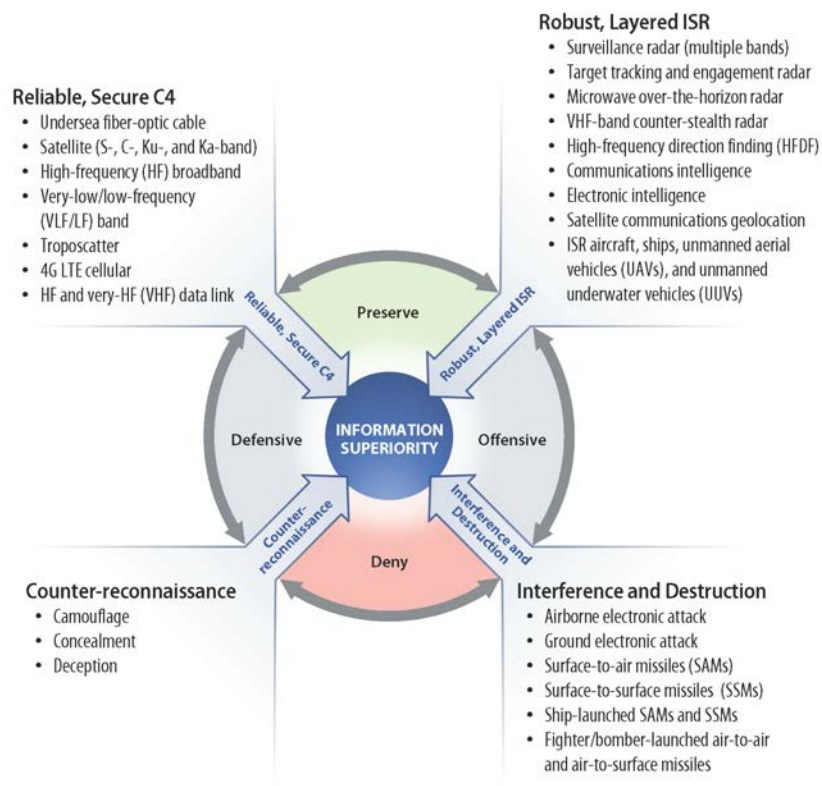 Robust, Layered ISR
• Surveillance radar (multiple bands)
• Target tracking and engagement radar
• Microwave over-the-horizon radar
• VHF-band counter-stealth radar
• High-frequency direction finding (HFDF)
• Communications intelligence
• Electronic intelligence
• Satellite communications geolocation
• ISR aircraft, ships, unmanned aerial
vehicles (UAVs), and unmanned
underwater vehicles (UUVs)
Reliable, Secure C4
• Undersea fiber-optic cable
• Satellite (S-, C-, Ku-, and Ka-band)
• High-frequency (HF) broadband
• Very-low/low-frequency
(VLF/LF) band
• Troposcatter
• 4G LTE cellular
• HF and very-HF (VHF) data link
Preserve
Reliable, Secure C4
Robust, Layered ISR
Defensive
INFORMATION
SUPERIORITY
Offensive
Counter-
reconnaissance
Interference and
Destruction
Deny
Counter-reconnaissance
• Camouflage
• Concealment
• Deception
Interference and Destruction
• Airborne electronic attack
• Ground electronic attack
• Surface-to-air missiles (SAMs)
• Surface-to-surface missiles (SSMs)
• Ship-launched SAMs and SSMs
• Fighter/bomber-launched air-to-air
and air-to-surface missiles